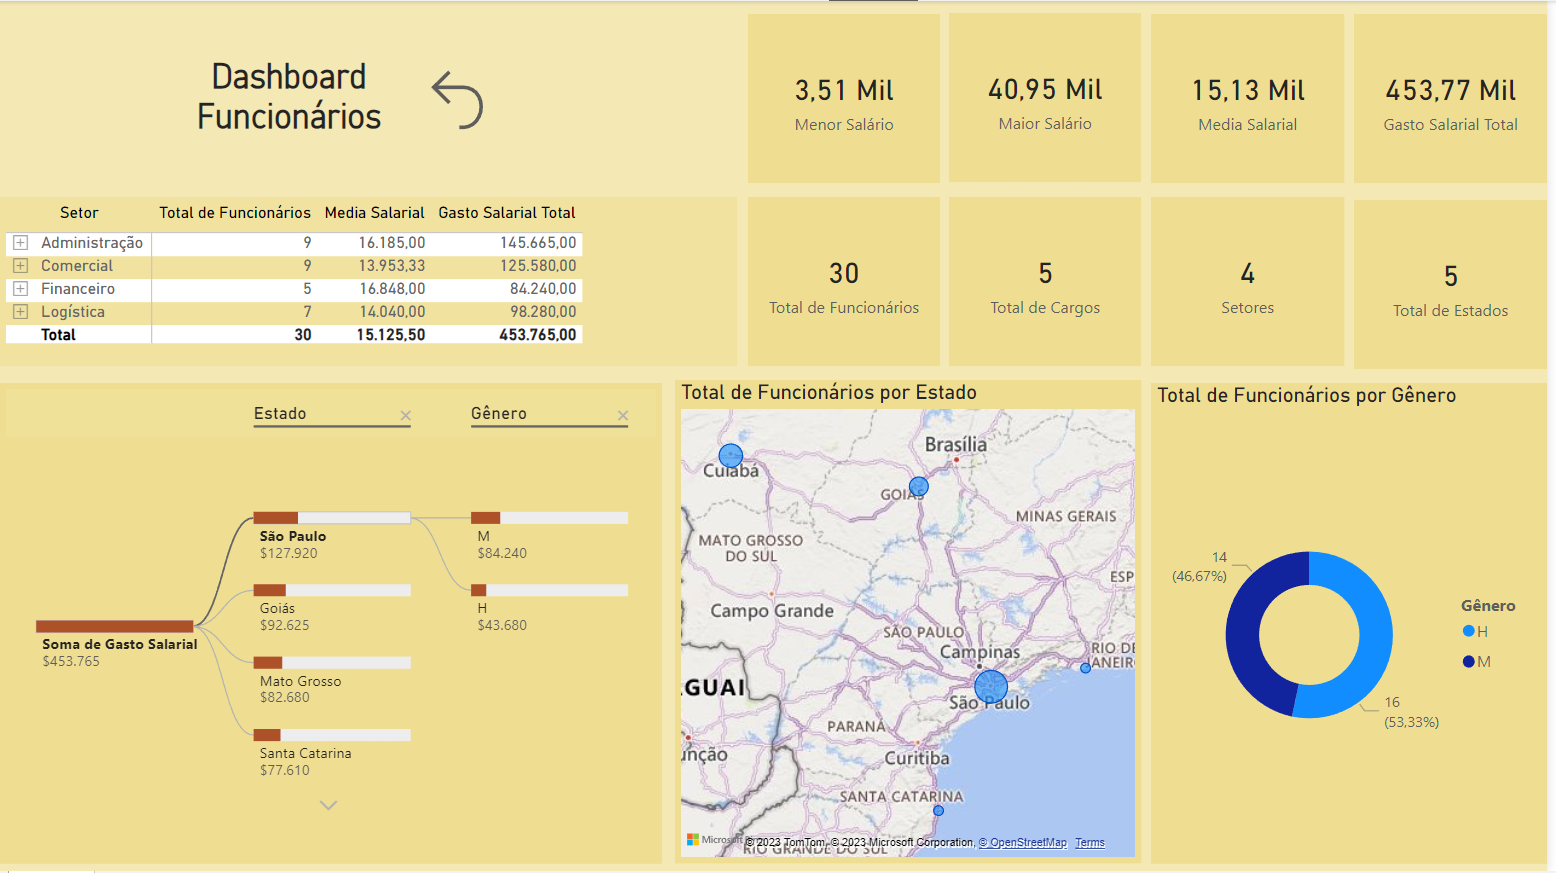 Dashboard
Funcionários
3,51 Mil
Menor Salário
40,95 Mil
Maior Salário
15,13 Mil
Media Salarial
453,77 Mil
Gasto Salarial Total
Setor Total de Funcionários Media Salarial Gasto Salarial Total
Administração 9 16.185,00 145.665,00
Comercial 9 13.953,33 125.580,00
Financeiro 5 16.848,00 84.240,00
Logística 7 14.040,00 98.280,00
Total 30 15.125,50 453.765,00
30
Total de Funcionários
5
Total de Cargos
4
Setores
5
Total de Estados
Estado
Gênero
Soma de Gasto Salarial
$453.765
São Paulo
$127.920
Goiás
$92.625
Mato Grosso
$82.680
Santa Catarina
$77.610
M
$84.240
H
$43.680
Total de Funcionários por Estado
Brasília
Cuiabá
GOIÁS
MINAS GERAIS
MATO GROSSO
DO SUL
ESP
Campo Grande
SÃO PAULO
Campinas
RIO DE
JANEIRO
GUAI
São Paulo
PARANÁ
nção
Curitiba
SANTA CATARINA
RIO GRANDE DO SUL
Microsoft
© 2023 TomTom, © 2023 Microsoft Corporation, © OpenStreetMap Terms
Total de Funcionários por Gênero
14
(46,67%)
16
(53,33%)
Gênero
H
M